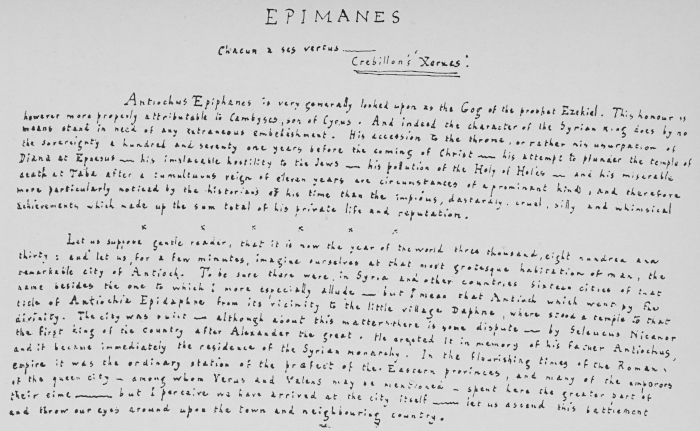 EPIMANES
Chacun a ses vertus ——
Crebillon's 'Xerxes'.
Antiochus Epiphanes is very generally looked upon as the Gog of the prophet Ezekiel. This honour is
however more properly attributable to Cambyses, son of Cyrus. And indeed the character of the Syrian king does by no
means stand in need of any extraneous embellishment. His accession to the throne, or rather his usurpation of
the sovereignty a hundred and seventy one years before the coming of Christ — his attempt to plunder the temple of
Diana at Ephesus — his implacable hostility to the Jews — his pollution of the Holy of Holies — and his miserable
death at Taba after a tumultuous reign of eleven years are circumstances of a prominent kind, and therefore
more particularly noticed by the historians of his time than the impious, dastardly, cruel, silly and whimsical
achievements which made up the sum total of his private life and reputation.
x x x x x
Let us suppose gentle reader, that it is now the year of the world three thousand, eight hundred and
thirty: and let us, for a few minutes, imagine ourselves at that most grotesque habitation of man, the
remarkable city of Antioch. To be sure there were, in Syria and other countries sixteen cities of that
name besides the one to which I more especially allude — but I mean that Antioch which went by the
title of Antiochia Epidaphne from its vicinity to the little village Daphne, where stood a temple to that
divinity. The city was built — although about this matter there is some dispute — by Seleucus Nicanor
the first king of the country after Alexander the great. He erected it in memory of his father Antiochus,
and it became immediately the residence of the Syrian monarchy. In the flourishing times of the Roman
empire it was the ordinary station of the præfect of the Eastern provinces, and many of the emperors
of the queen city — among whom Verus and Valens may be mentioned — spent here the greater part of
their time —— but I perceive we have arrived at the city itself —— let us ascend this battlement
and throw our eyes around upon the town and neighbouring country.